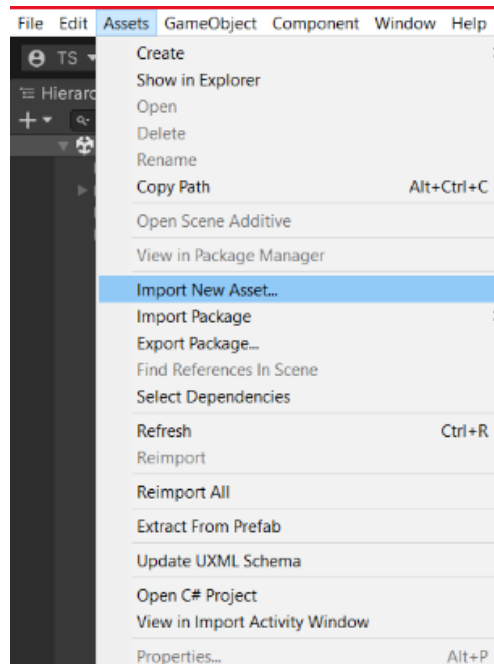 File Edit Assets GameObject Component Window Help
TS
Hierarc
Create
Show in Explorer
Open
Delete
Rename
Copy Path Alt+Ctrl+C
Open Scene Additive
View in Package Manager
Import New Asset...
Import Package
Export Package...
Find References In Scene
Select Dependencies
Refresh Ctrl+R
Reimport
Reimport All
Extract From Prefab
Update UXML Schema
Open C# Project
View in Import Activity Window
Properties... Alt+P